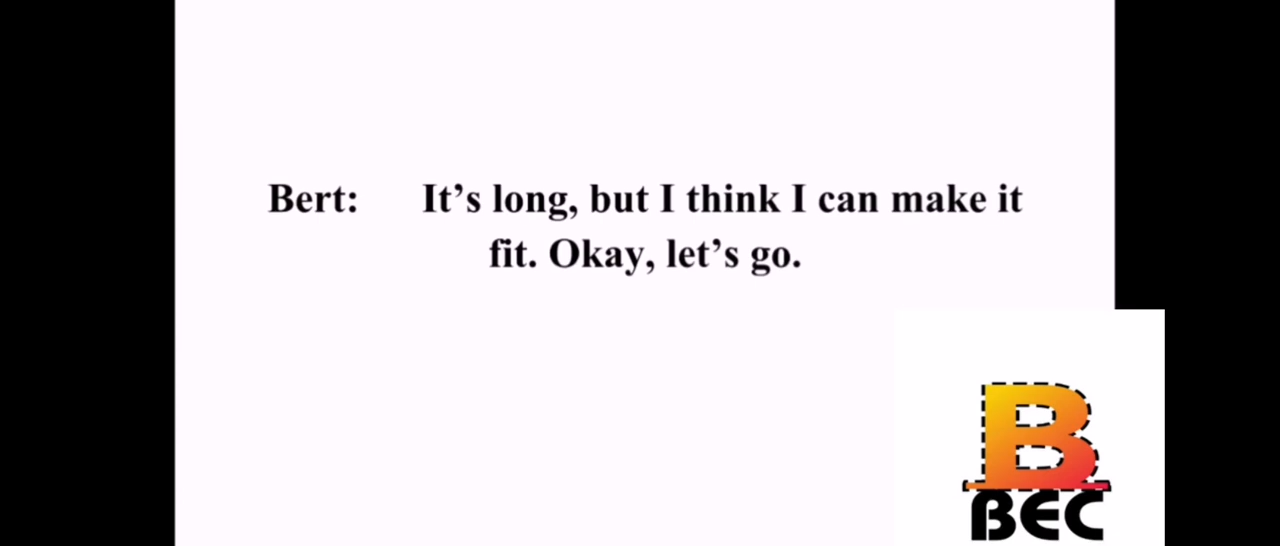 Bert: It’s long, but I think I can make it
fit. Okay, let’s go.
B
BEC